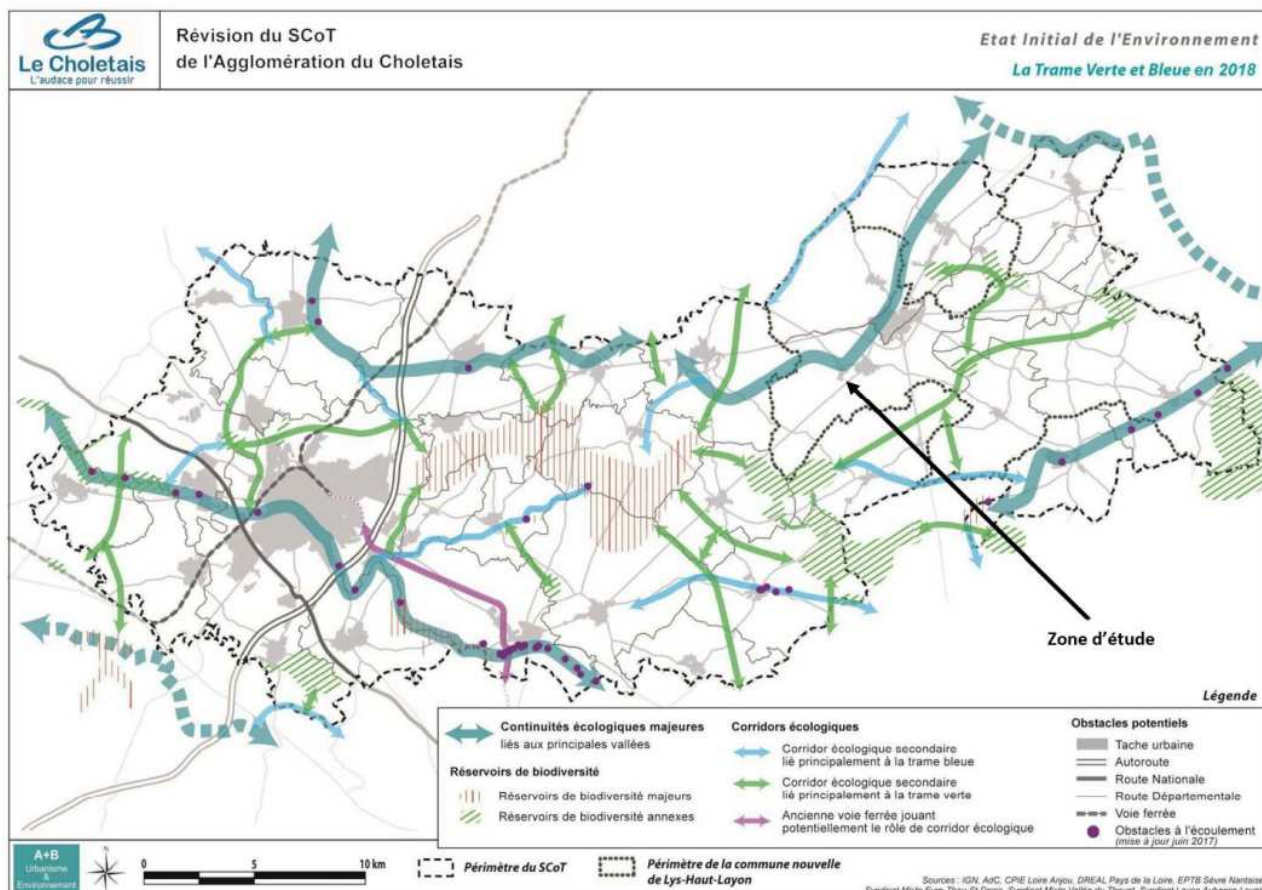 Le Choletais
L'audace pour réussir
Révision du SCoT
de l'Agglomération du Choletais
Etat Initial de l'Environnement
La Trame Verte et Bleue en 2018
Zone d'étude
Légende
Continuités écologiques majeures
liés aux principales vallées
Réservoirs de biodiversité
Réservoirs de biodiversité majeurs
Réservoirs de biodiversité annexes
Corridors écologiques
Corridor écologique secondaire
lié principalement à la trame bleue
Corridor écologique secondaire
lié principalement à la trame verte
Ancienne voie ferrée jouant
potentiellement le rôle de corridor écologique
Obstacles potentiels
Tache urbaine
Autoroute
Route Nationale
Route Départementale
Voie ferrée
Obstacles à l'écoulement
(mise à jour juin 2017)
A+B
Urbanisme
&
Environnement
0 5 10 km
Périmètre du SCoT
Périmètre de la commune nouvelle
de Lys-Haut-Layon
Sources : IGN, AdC, CPIE Loire Anjou, DREAL Pays de la Loire, EPTB Sèvre Nantaise